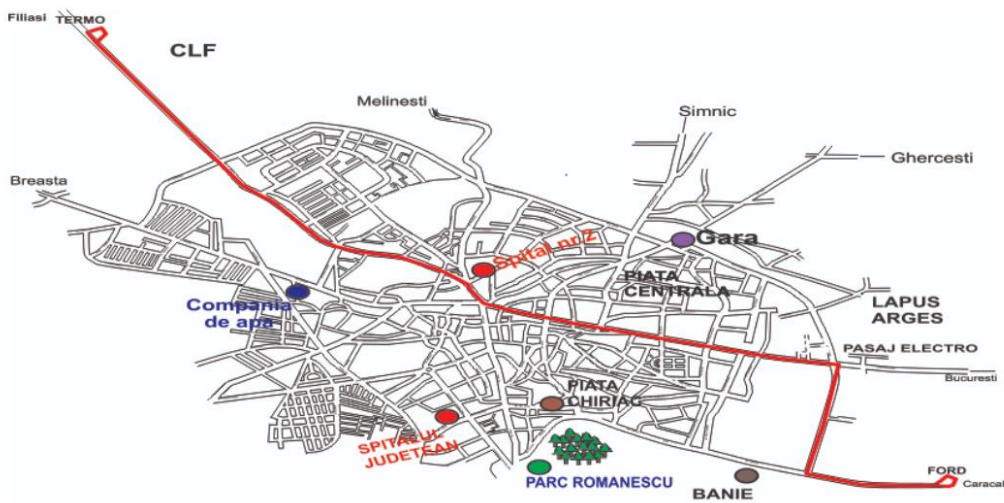 Filiasi
TERMO
CLF
Melinesti
Simnic
Ghercesti
Breasta
Spital nr.2
Gara
PIATA
CENTRALA
Compania
de apa
LAPUS
ARGES
PASAJ ELECTRO
Bucuresti
PIATA
CHIRIAC
SPITALUL
JUDETEAN
PARC ROMANESCU
BANIE
FORD
Caracal